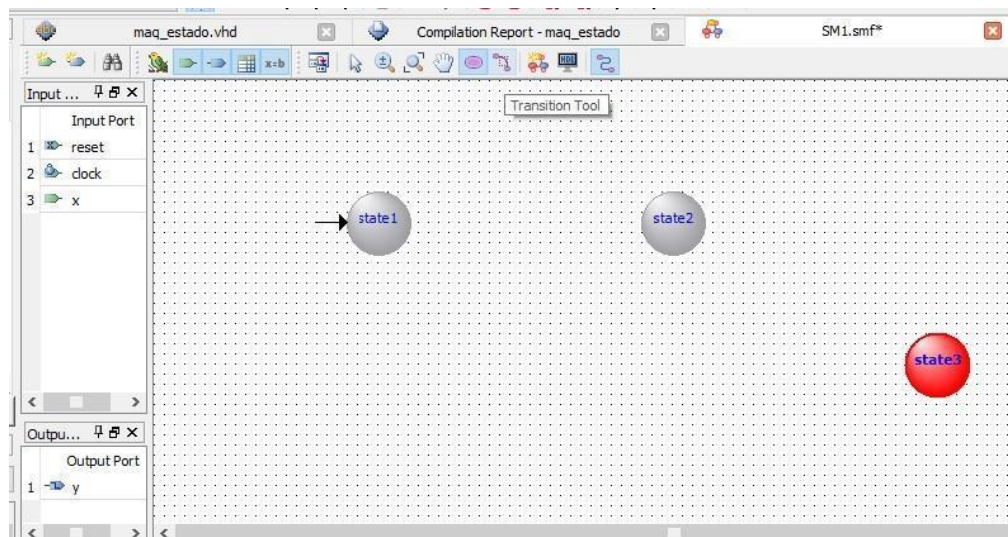 maq_estado.vhd
Compilation Report - maq_estado
SM1.smf*
x=b
HDL
Input ...
Transition Tool
Input Port
1 reset
2 clock
3 x
state1
state2
state3
Outpu...
Output Port
1 y